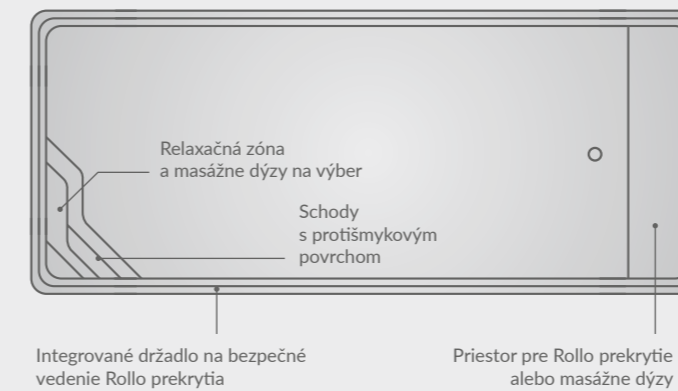 Relaxačná zóna
a masážne dýzy na výber
Schody
s protišmykovým
povrchom
Integrované držadlo na bezpečné
vedenie Rollo prekrytia
Priestor pre Rollo prekrytie
alebo masážne dýzy